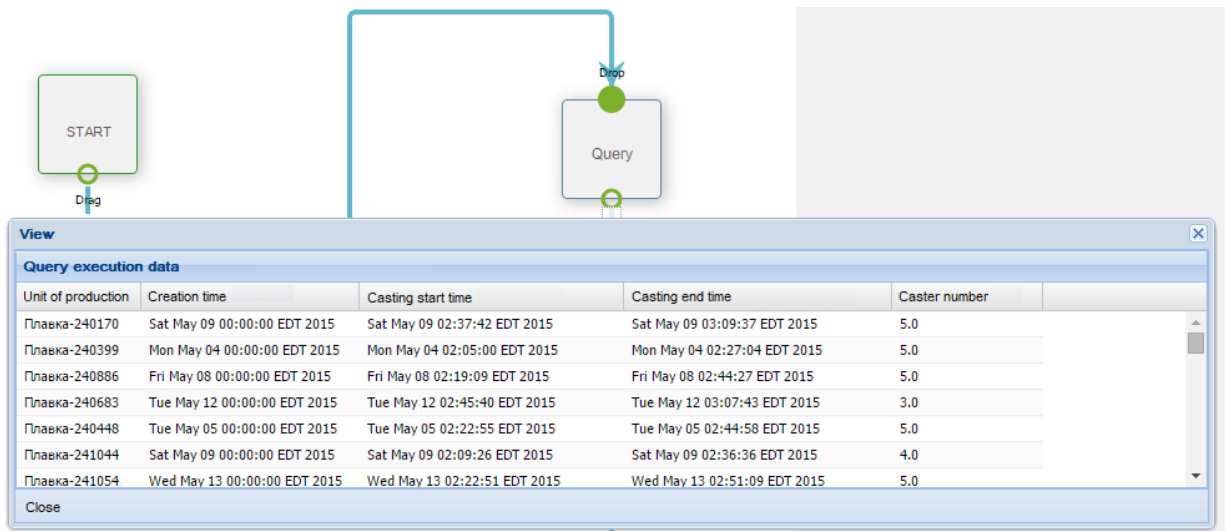 Drop
START
Query
Drag
View
Query execution data
Unit of production Creation time Casting start time Casting end time Caster number
Плавка-240170 Sat May 09 00:00:00 EDT 2015 Sat May 09 02:37:42 EDT 2015 Sat May 09 03:09:37 EDT 2015 5.0
Плавка-240399 Mon May 04 00:00:00 EDT 2015 Mon May 04 02:05:00 EDT 2015 Mon May 04 02:27:04 EDT 2015 5.0
Плавка-240886 Fri May 08 00:00:00 EDT 2015 Fri May 08 02:19:09 EDT 2015 Fri May 08 02:44:27 EDT 2015 5.0
Плавка-240683 Tue May 12 00:00:00 EDT 2015 Tue May 12 02:45:40 EDT 2015 Tue May 12 03:07:43 EDT 2015 3.0
Плавка-240448 Tue May 05 00:00:00 EDT 2015 Tue May 05 02:22:55 EDT 2015 Tue May 05 02:44:58 EDT 2015 5.0
Плавка-241044 Sat May 09 00:00:00 EDT 2015 Sat May 09 02:09:26 EDT 2015 Sat May 09 02:36:36 EDT 2015 4.0
Плавка-241054 Wed May 13 00:00:00 EDT 2015 Wed May 13 02:22:51 EDT 2015 Wed May 13 02:51:09 EDT 2015 5.0
Close